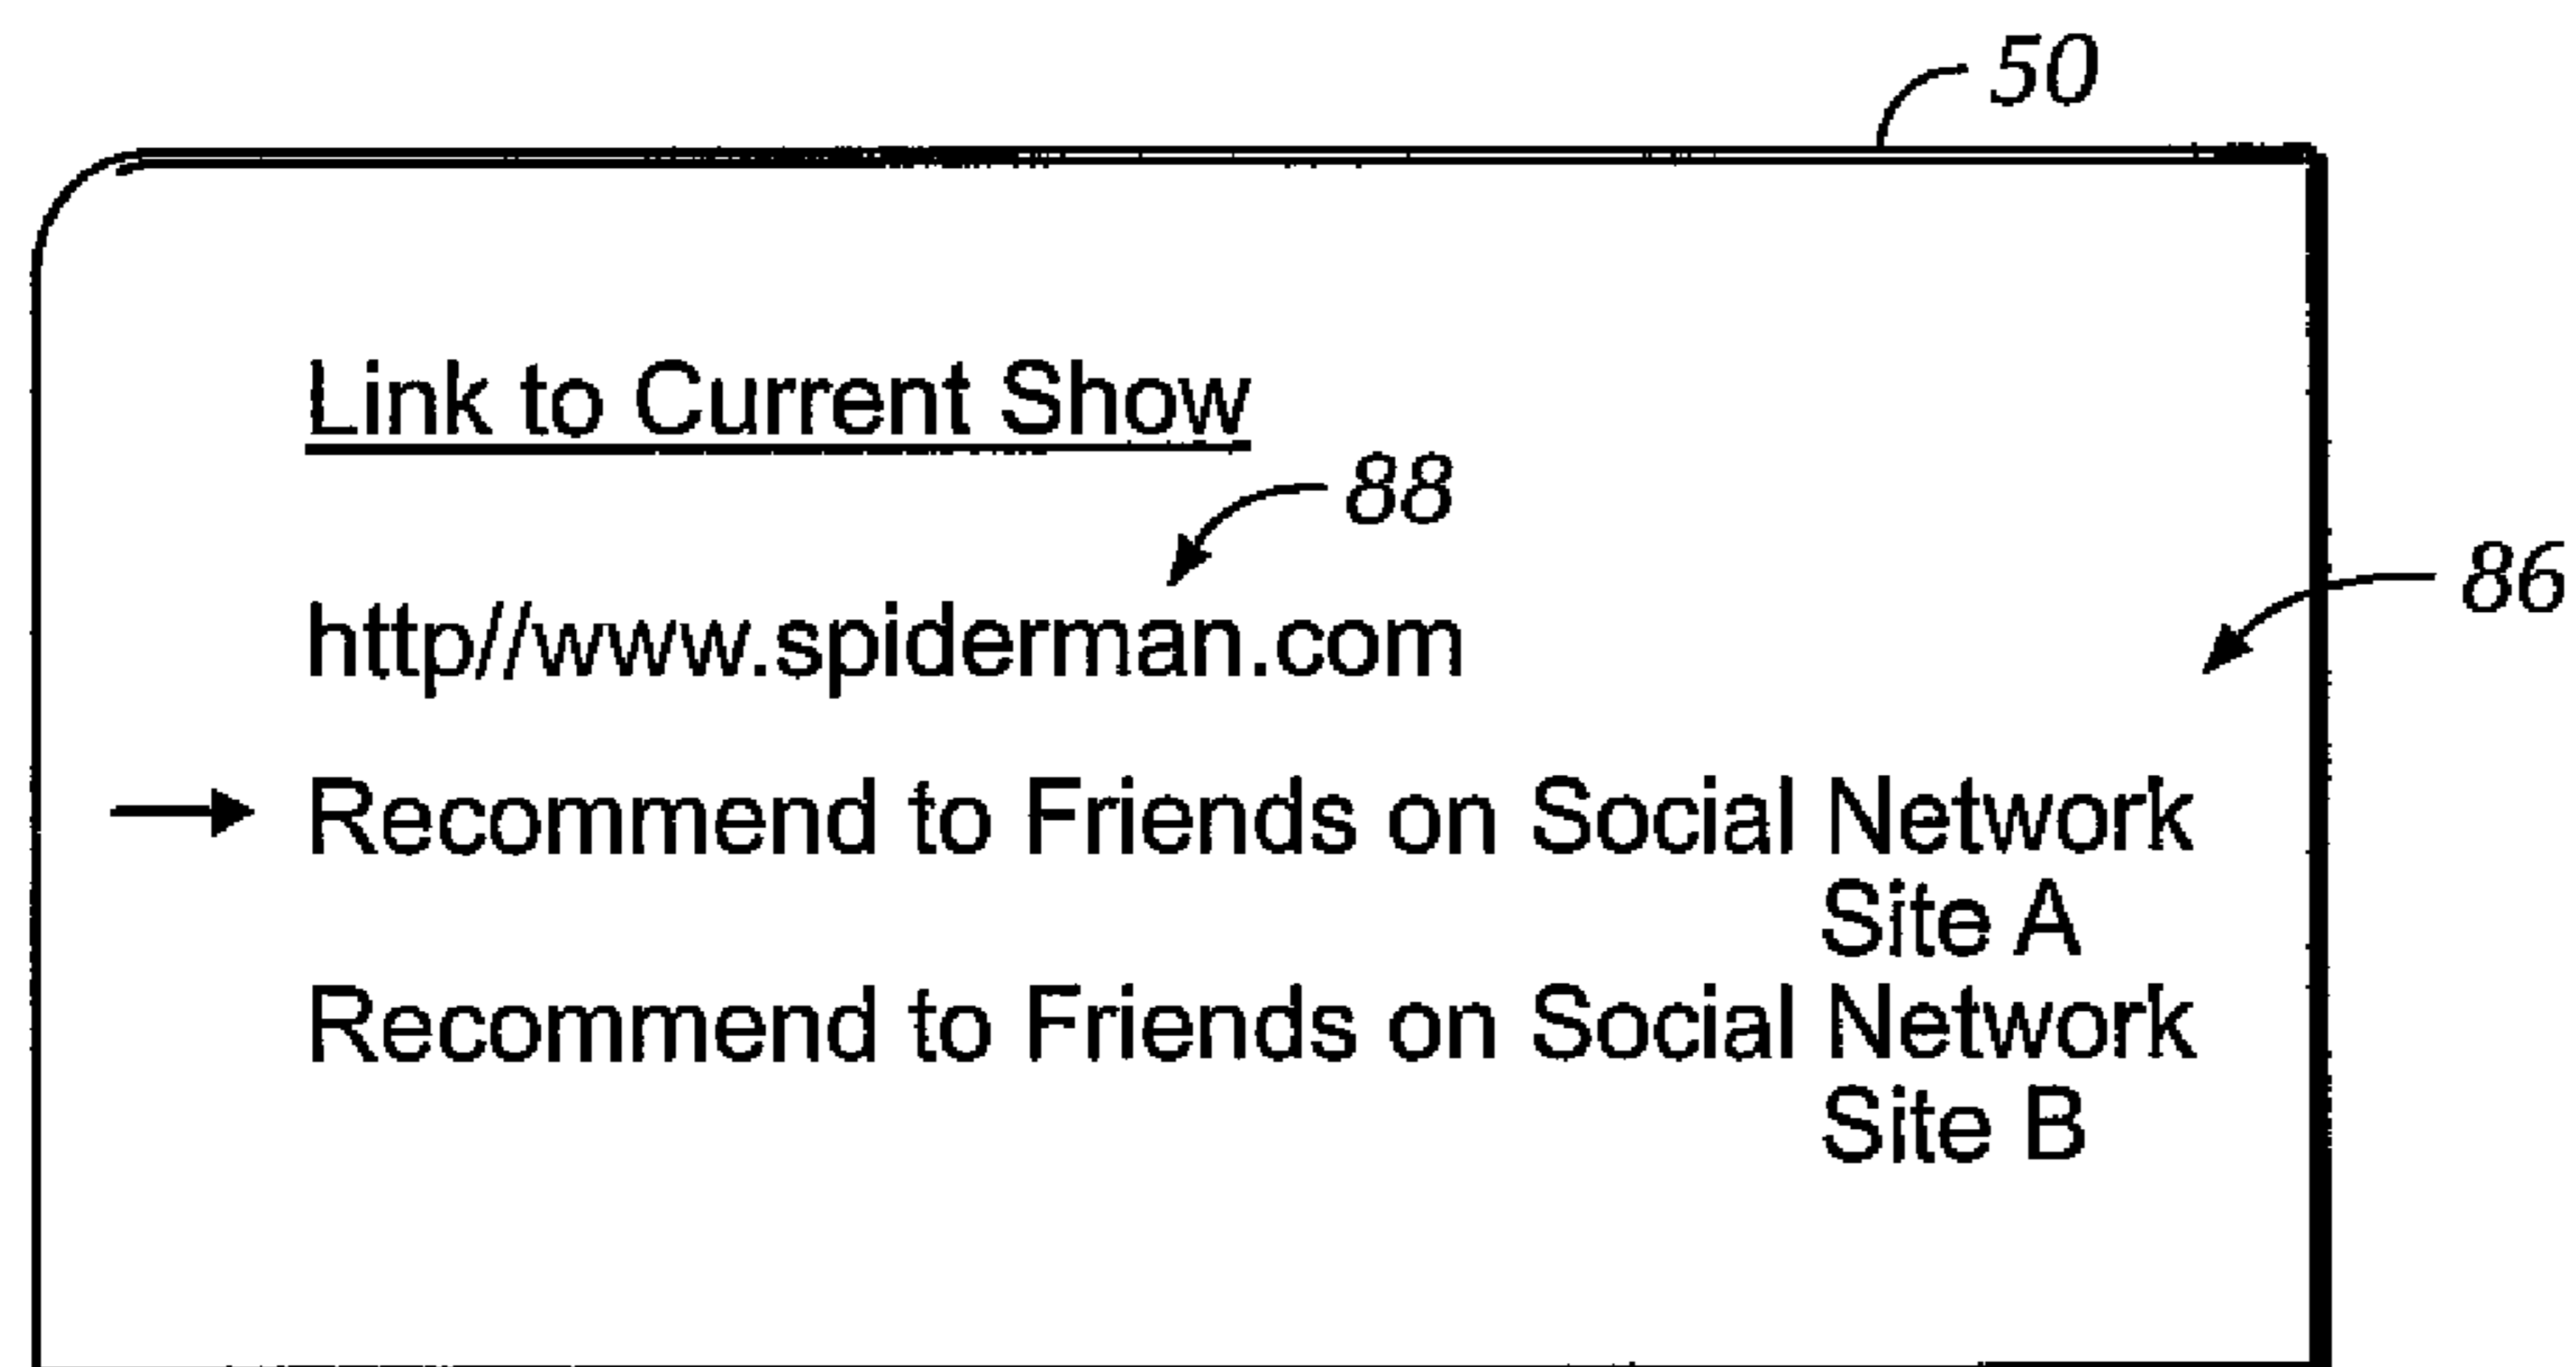 50
Link to Current Show
88
86
http//www.spiderman.com
Recommend to Friends on Social Network
Site A
Recommend to Friends on Social Network
Site B